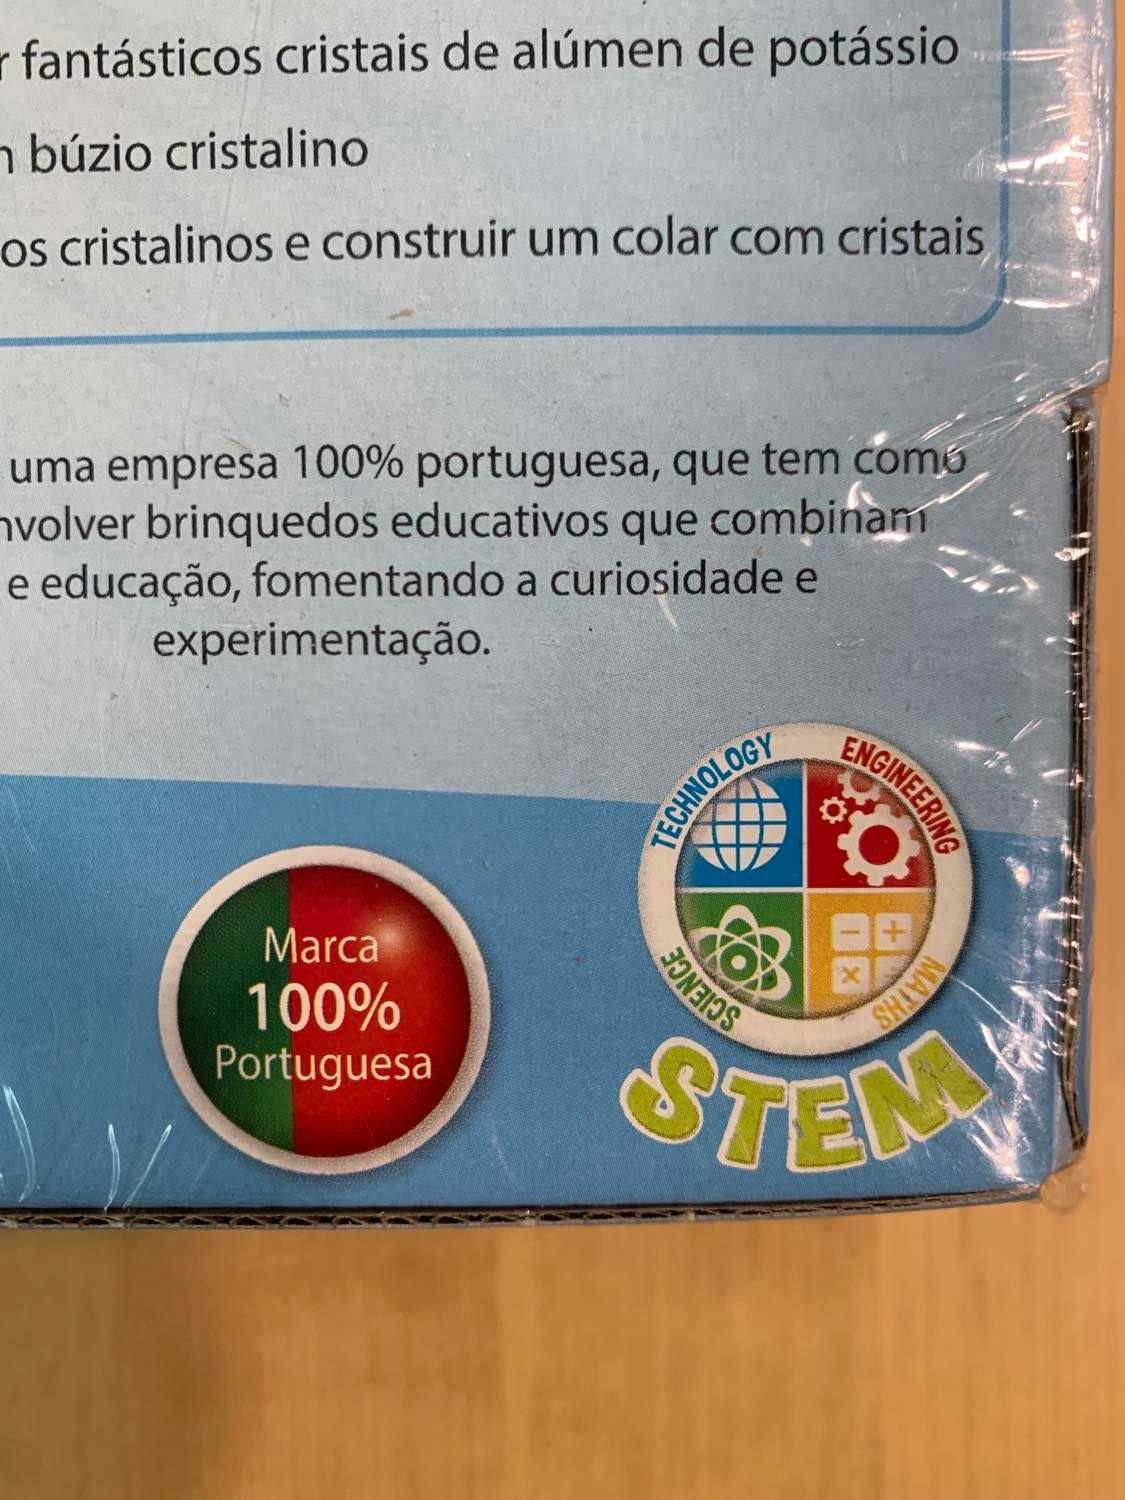 fantásticos cristais de alúmen de potássio
búzio cristalino
os cristalinos e construir um colar com cristais
uma empresa 100% portuguesa, que tem como
nvolver brinquedos educativos que combinam
e educação, fomentando a curiosidade e
experimentação.
TECHNOLOGY
ENGINEERING
SCIENCE
MATHS
STEM
Marca
100%
Portuguesa